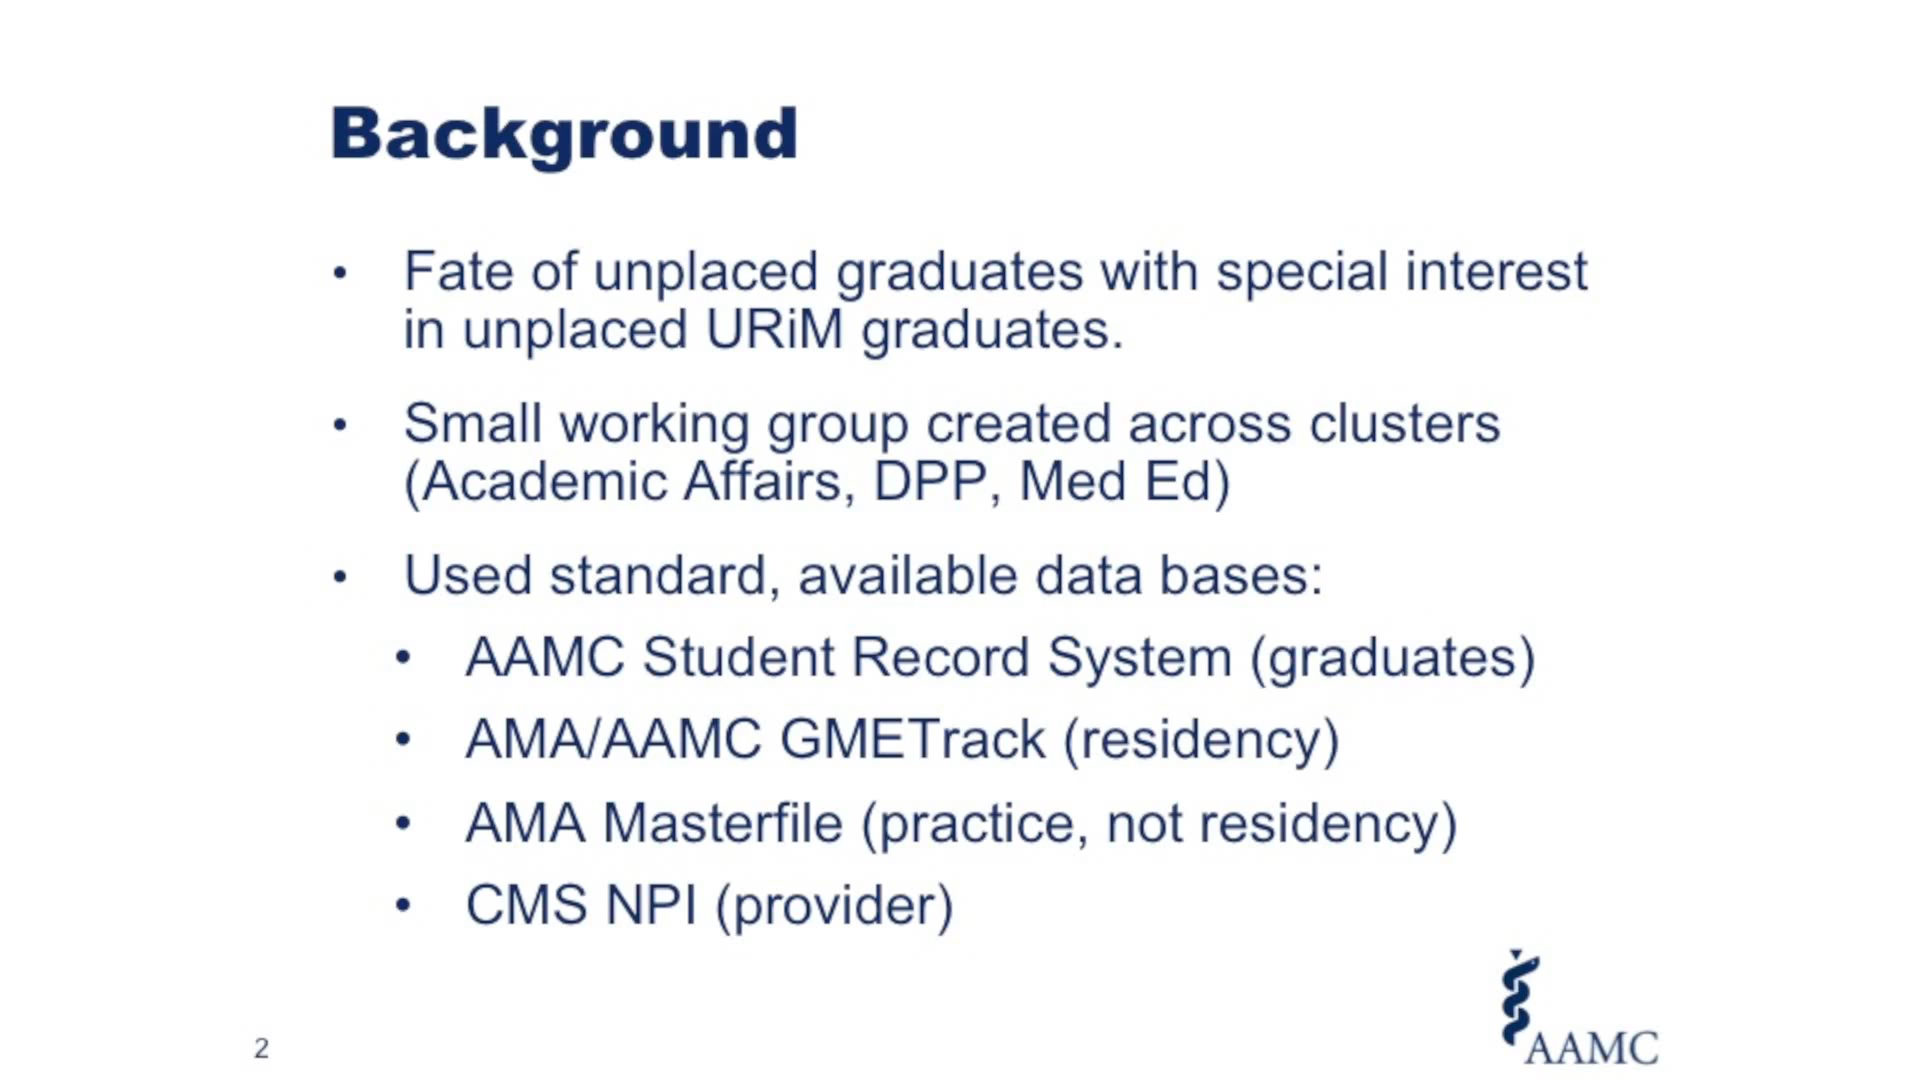 Background
• Fate of unplaced graduates with special interest
in unplaced URiM graduates.
• Small working group created across clusters
(Academic Affairs, DPP, Med Ed)
• Used standard, available data bases:
• AAMC Student Record System (graduates)
• AMA/AAMC GMETrack (residency)
• AMA Masterfile (practice, not residency)
• CMS NPI (provider)
2
AAMC